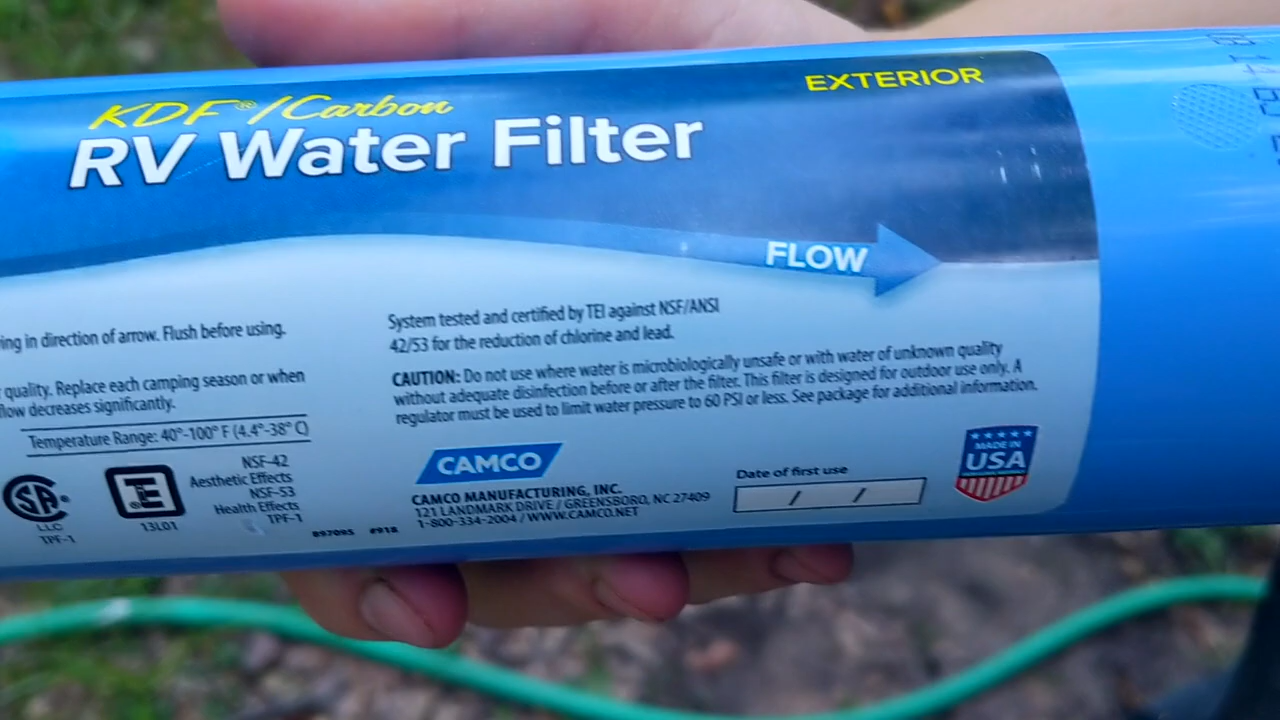 KDF®/Carbon
RV Water Filter
EXTERIOR
FLOW
ing in direction of arrow. Flush before using.
quality. Replace each camping season or when
flow decreases significantly.
Temperature Range: 40°-100° F (4.4°-38° C)
SA
LLC
TPF-1
13L01
NSF-42
Aesthetic Effects
NSF-53
Health Effects
TPF-1
System tested and certified by TEI against NSF/ANSI
42/53 for the reduction of chlorine and lead.
CAUTION: Do not use where water is microbiologically unsafe or with water of unknown quality
without adequate disinfection before or after the filter. This filter is designed for outdoor use only. A
regulator must be used to limit water pressure to 60 PSI or less. See package for additional information.
CAMCO
CAMCO MANUFACTURING, INC.
121 LANDMARK DRIVE / GREENSBORO, NC 27409
1-800-334-2004 / WWW.CAMCO.NET
Date of first use
/ /
MADE IN
USA